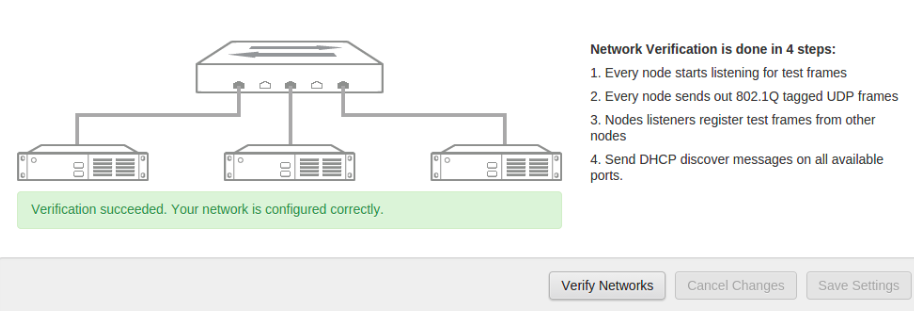 Network Verification is done in 4 steps:
1. Every node starts listening for test frames
2. Every node sends out 802.1Q tagged UDP frames
3. Nodes listeners register test frames from other
nodes
4. Send DHCP discover messages on all available
ports.
Verification succeeded. Your network is configured correctly.
Verify Networks
Cancel Changes
Save Settings